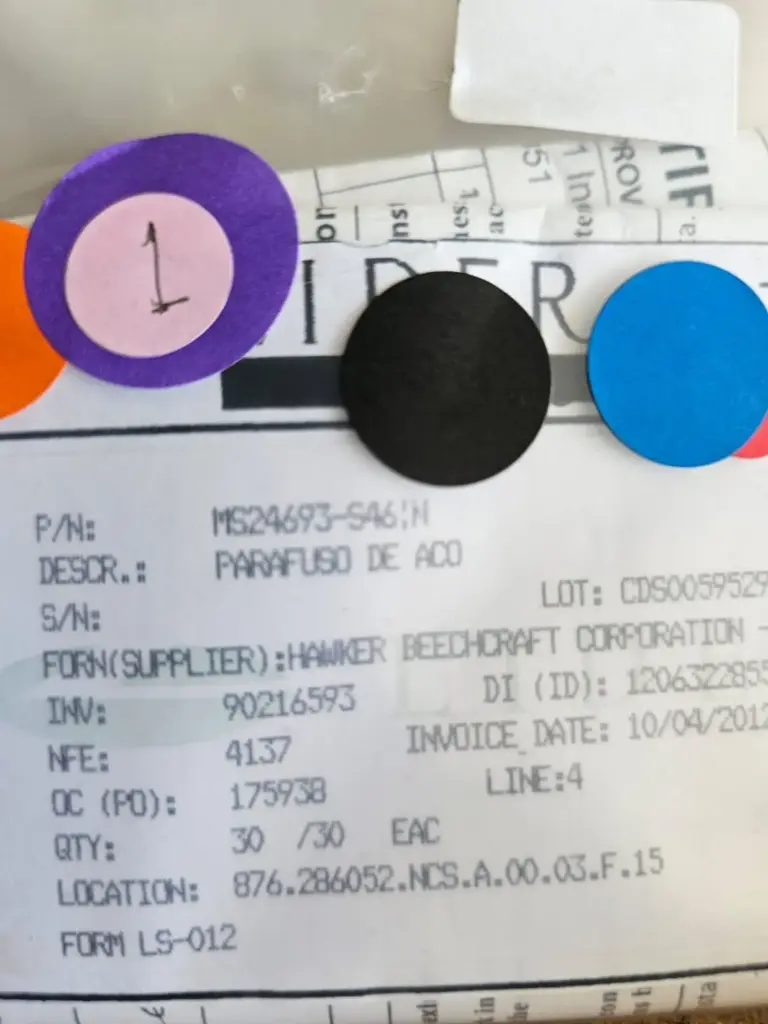 1
P/N: MS24693-S46¦N
DESCR.: PARAFUSO DE ACO
S/N:
LOT: CDS0059529
FORN(SUPPLIER):HAWKER BEECHCRAFT CORPORATION -
INV: 90216593 DI (ID): 1206322855
NFE: 4137 INVOICE_DATE: 10/04/2012
OC (PO): 175938 LINE:4
QTY: 30 /30 EAC
LOCATION: 876.286052.NCS.A.00.03.F.15
FORM LS-012